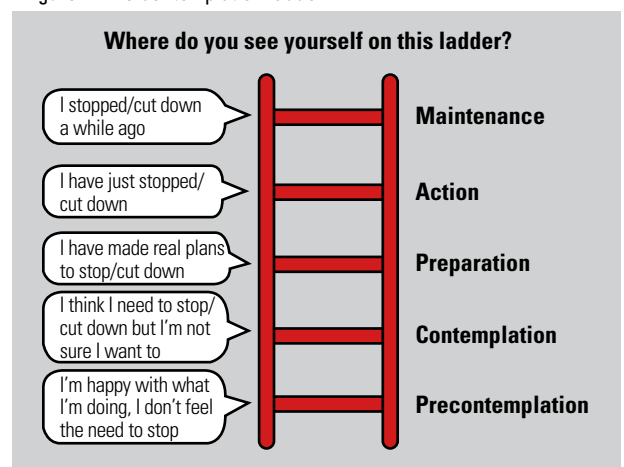 Where do you see yourself on this ladder?
I stopped/cut down
a while ago
Maintenance
I have just stopped/
cut down
Action
I have made real plans
to stop/cut down
Preparation
I think I need to stop/
cut down but I'm not
sure I want to
Contemplation
I'm happy with what
I'm doing, I don't feel
the need to stop
Precontemplation